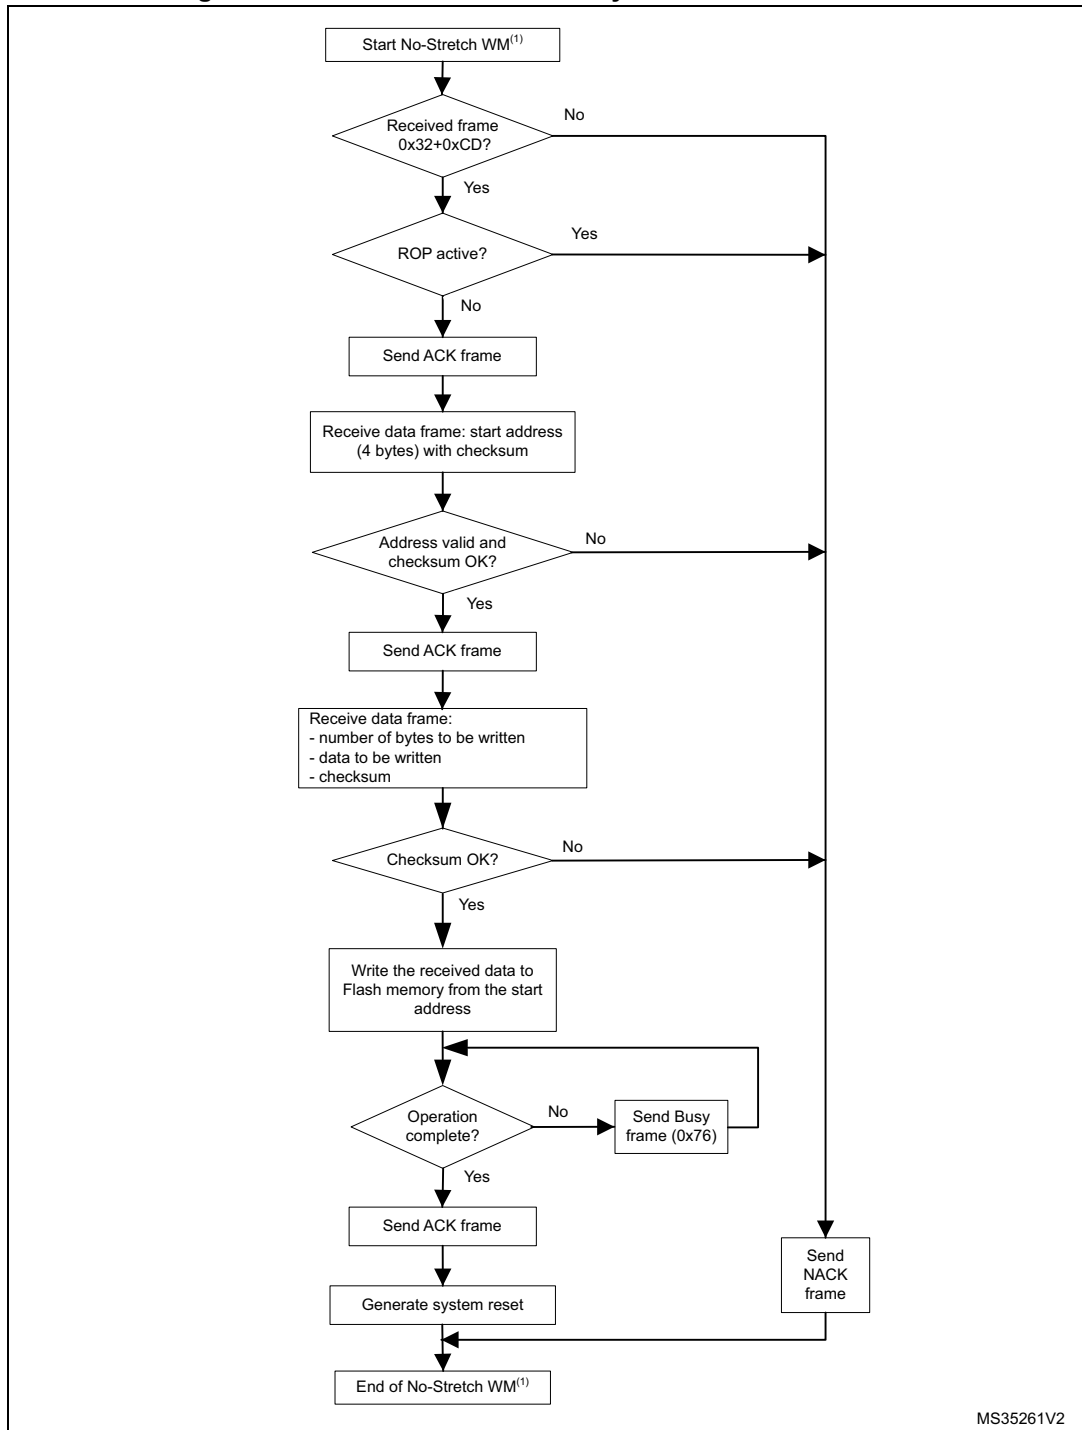 Start No-Stretch WM(1)
Received frame
0x32+0xCD?
No
Yes
ROP active?
Yes
No
Send ACK frame
Receive data frame: start address
(4 bytes) with checksum
Address valid and
checksum OK?
No
Yes
Send ACK frame
Receive data frame:
- number of bytes to be written
- data to be written
- checksum
Checksum OK?
No
Yes
Write the received data to
Flash memory from the start
address
Operation
complete?
No
Send Busy
frame (0x76)
Yes
Send ACK frame
Send
NACK
frame
Generate system reset
End of No-Stretch WM(1)
MS35261V2